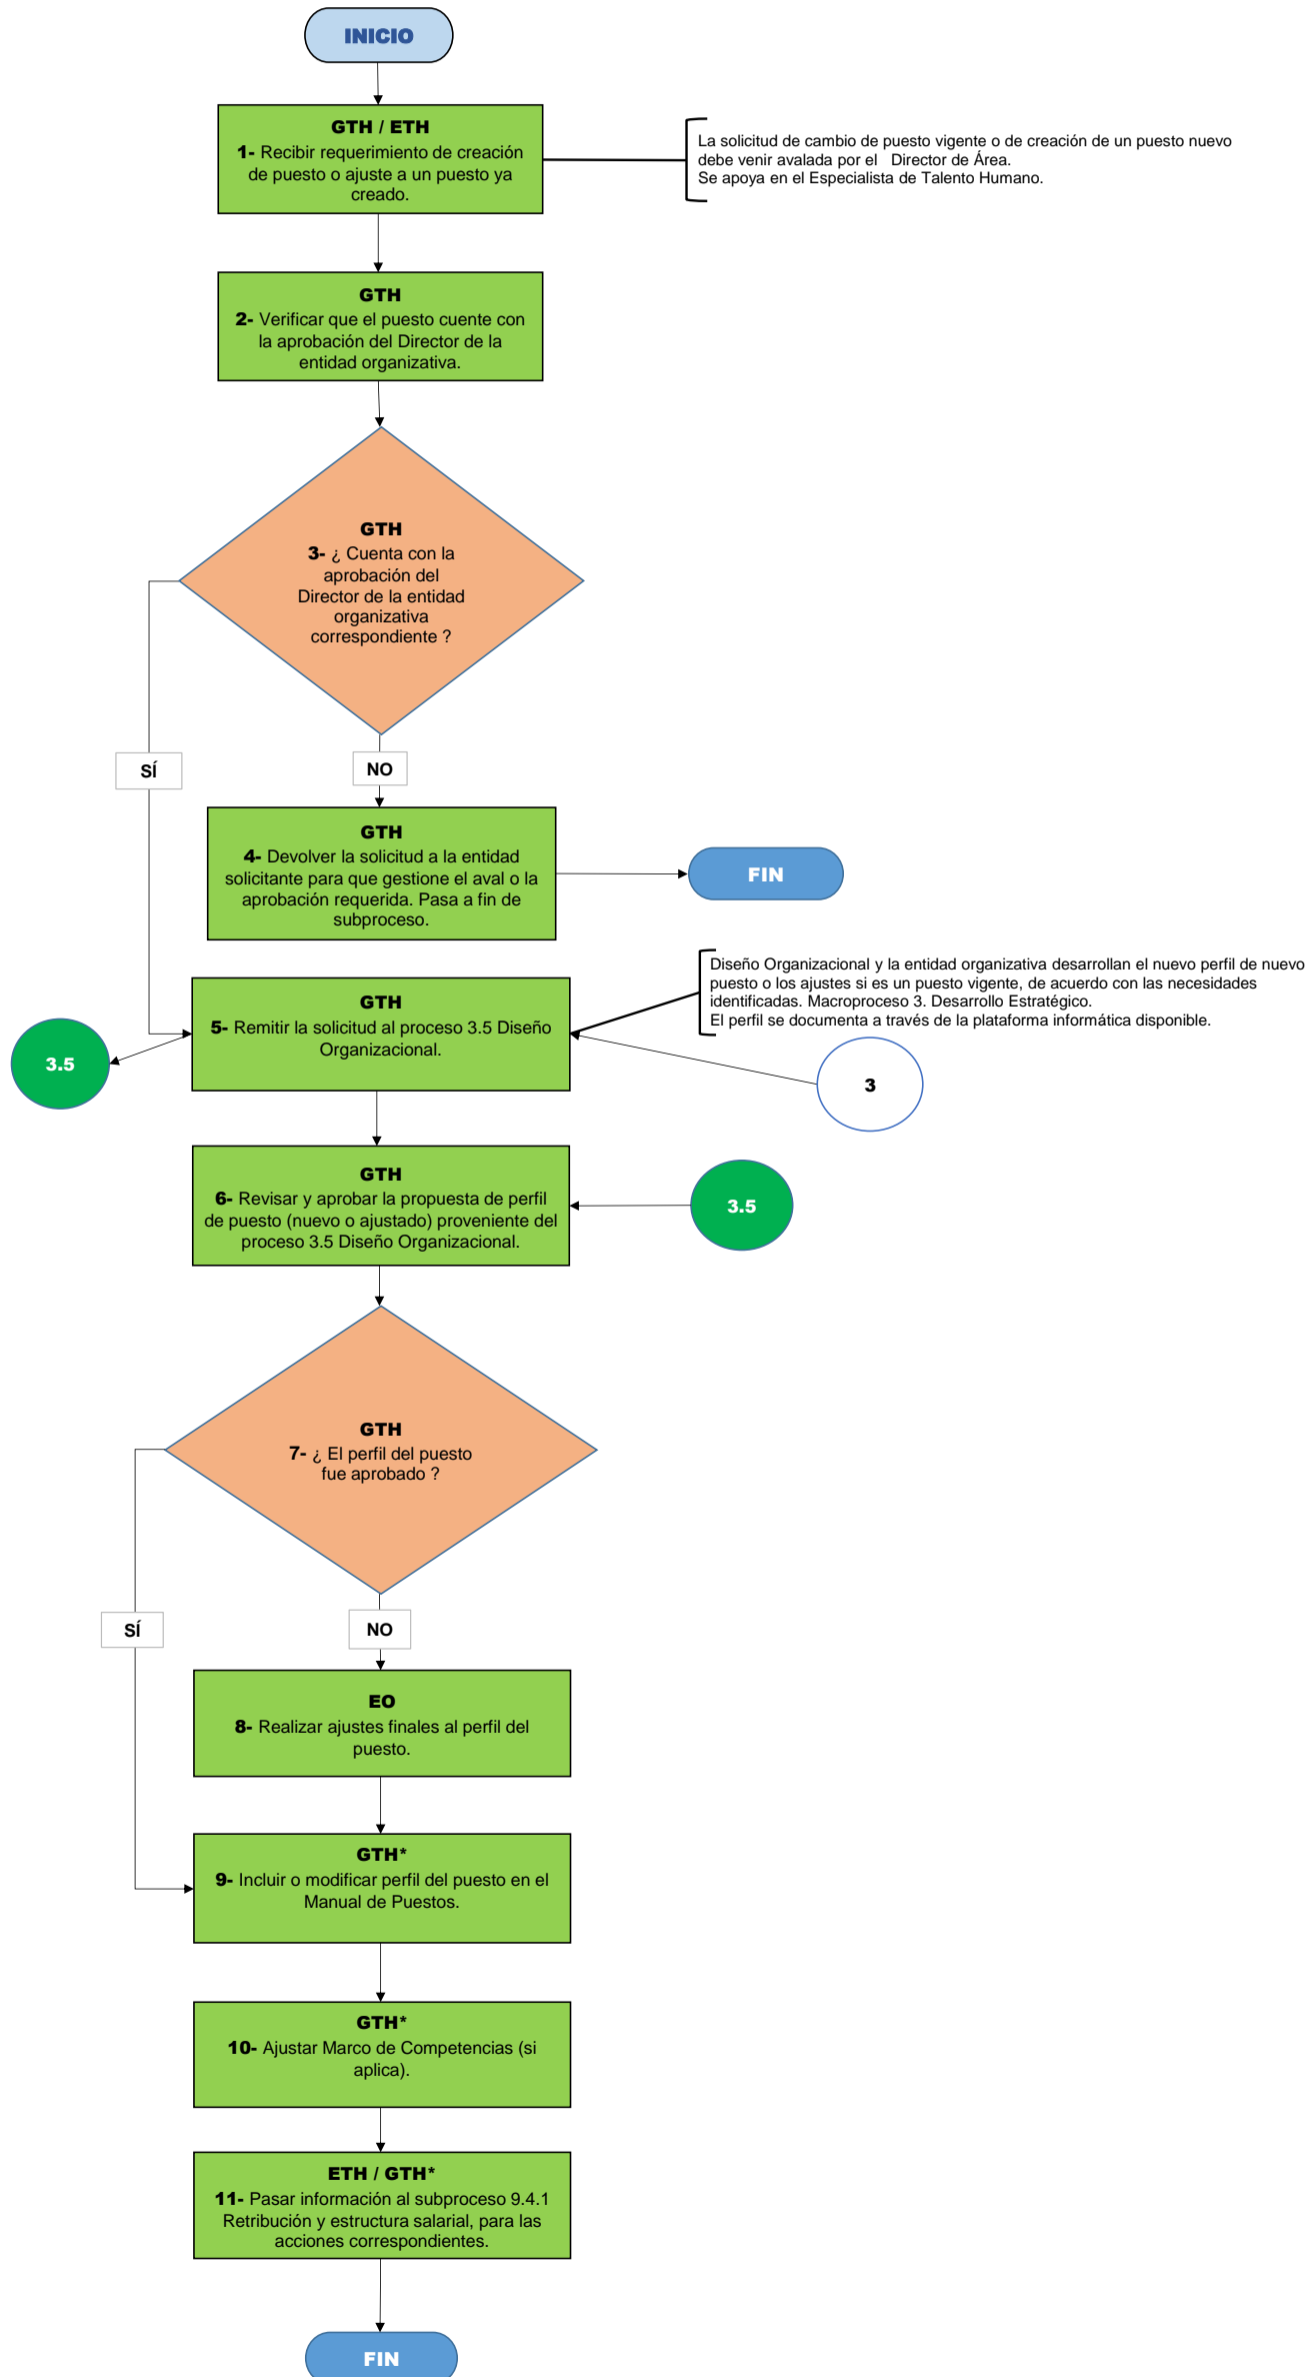 INICIO
GTH / ETH
1- Recibir requerimiento de creación
de puesto o ajuste a un puesto ya
creado.
La solicitud de cambio de puesto vigente o de creación de un puesto nuevo
debe venir avalada por el Director de Área.
Se apoya en el Especialista de Talento Humano.
GTH
2- Verificar que el puesto cuente con
la aprobación del Director de la
entidad organizativa.
GTH
3- ¿ Cuenta con la
aprobación del
Director de la entidad
organizativa
correspondiente ?
SÍ
NO
GTH
4- Devolver la solicitud a la entidad
solicitante para que gestione el aval o la
aprobación requerida. Pasa a fin de
subproceso.
FIN
Diseño Organizacional y la entidad organizativa desarrollan el nuevo perfil de nuevo
puesto o los ajustes si es un puesto vigente, de acuerdo con las necesidades
identificadas. Macroproceso 3. Desarrollo Estratégico.
El perfil se documenta a través de la plataforma informática disponible.
GTH
5- Remitir la solicitud al proceso 3.5 Diseño
Organizacional.
3.5
3
GTH
6- Revisar y aprobar la propuesta de perfil
de puesto (nuevo o ajustado) proveniente del
proceso 3.5 Diseño Organizacional.
3.5
GTH
7- ¿ El perfil del puesto
fue aprobado ?
SÍ
NO
EO
8- Realizar ajustes finales al perfil del
puesto.
GTH*
9- Incluir o modificar perfil del puesto en el
Manual de Puestos.
GTH*
10- Ajustar Marco de Competencias (si
aplica).
ETH / GTH*
11- Pasar información al subproceso 9.4.1
Retribución y estructura salarial, para las
acciones correspondientes.
FIN